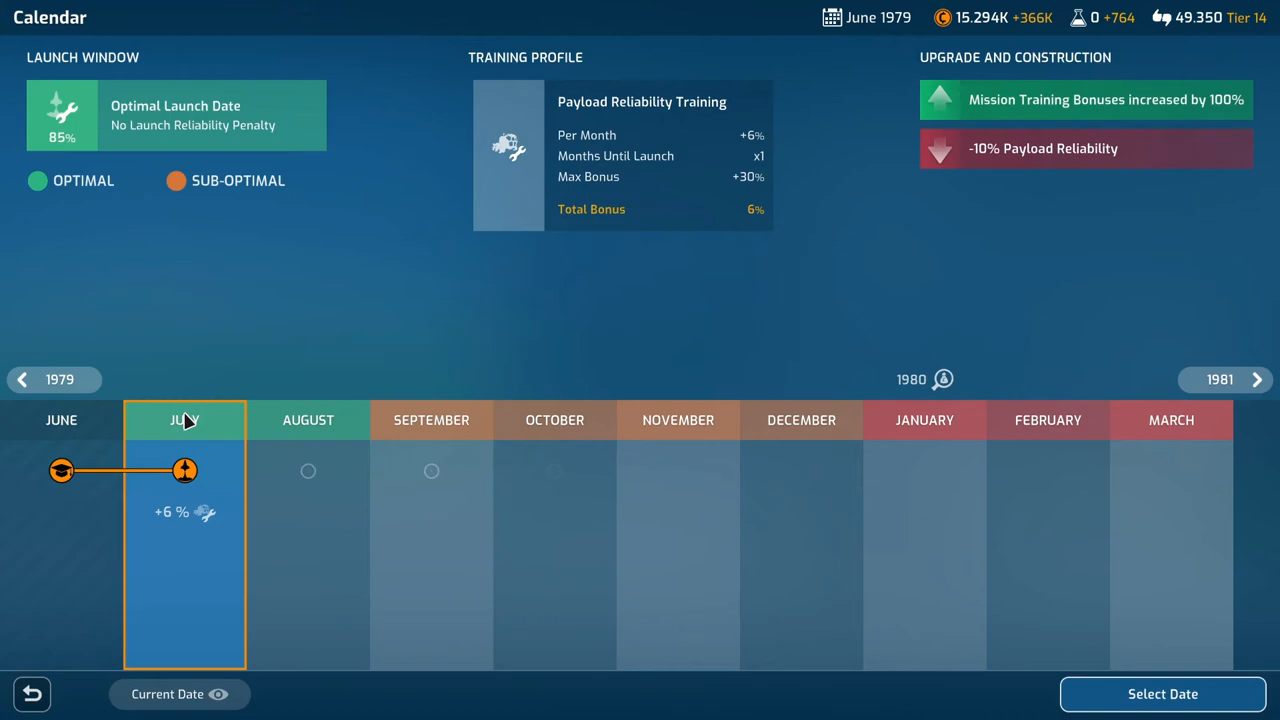 Calendar
June 1979
15.294K +366K
0 +764
49.350 Tier 14
LAUNCH WINDOW
85%
Optimal Launch Date
No Launch Reliability Penalty
OPTIMAL
SUB-OPTIMAL
TRAINING PROFILE
Payload Reliability Training
Per Month +6%
Months Until Launch x1
Max Bonus +30%
Total Bonus 6%
UPGRADE AND CONSTRUCTION
Mission Training Bonuses increased by 100%
-10% Payload Reliability
1979
1980
1981
JUNE JULY AUGUST SEPTEMBER OCTOBER NOVEMBER DECEMBER JANUARY FEBRUARY MARCH
+6 %
Current Date
Select Date